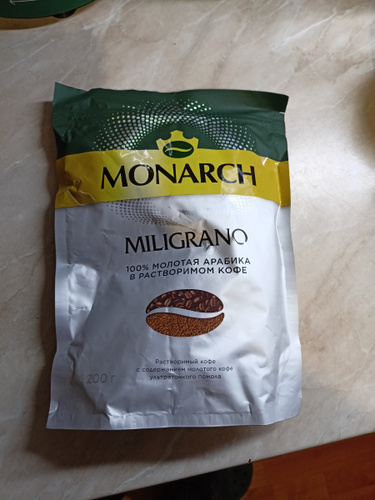 MONARCH
MILIGRANO
100% МОЛОТАЯ АРАБИКА
В РАСТВОРИМОМ КОФЕ
Растворимый кофе
с содержанием молотого кофе
ультратонкого помола
200 г